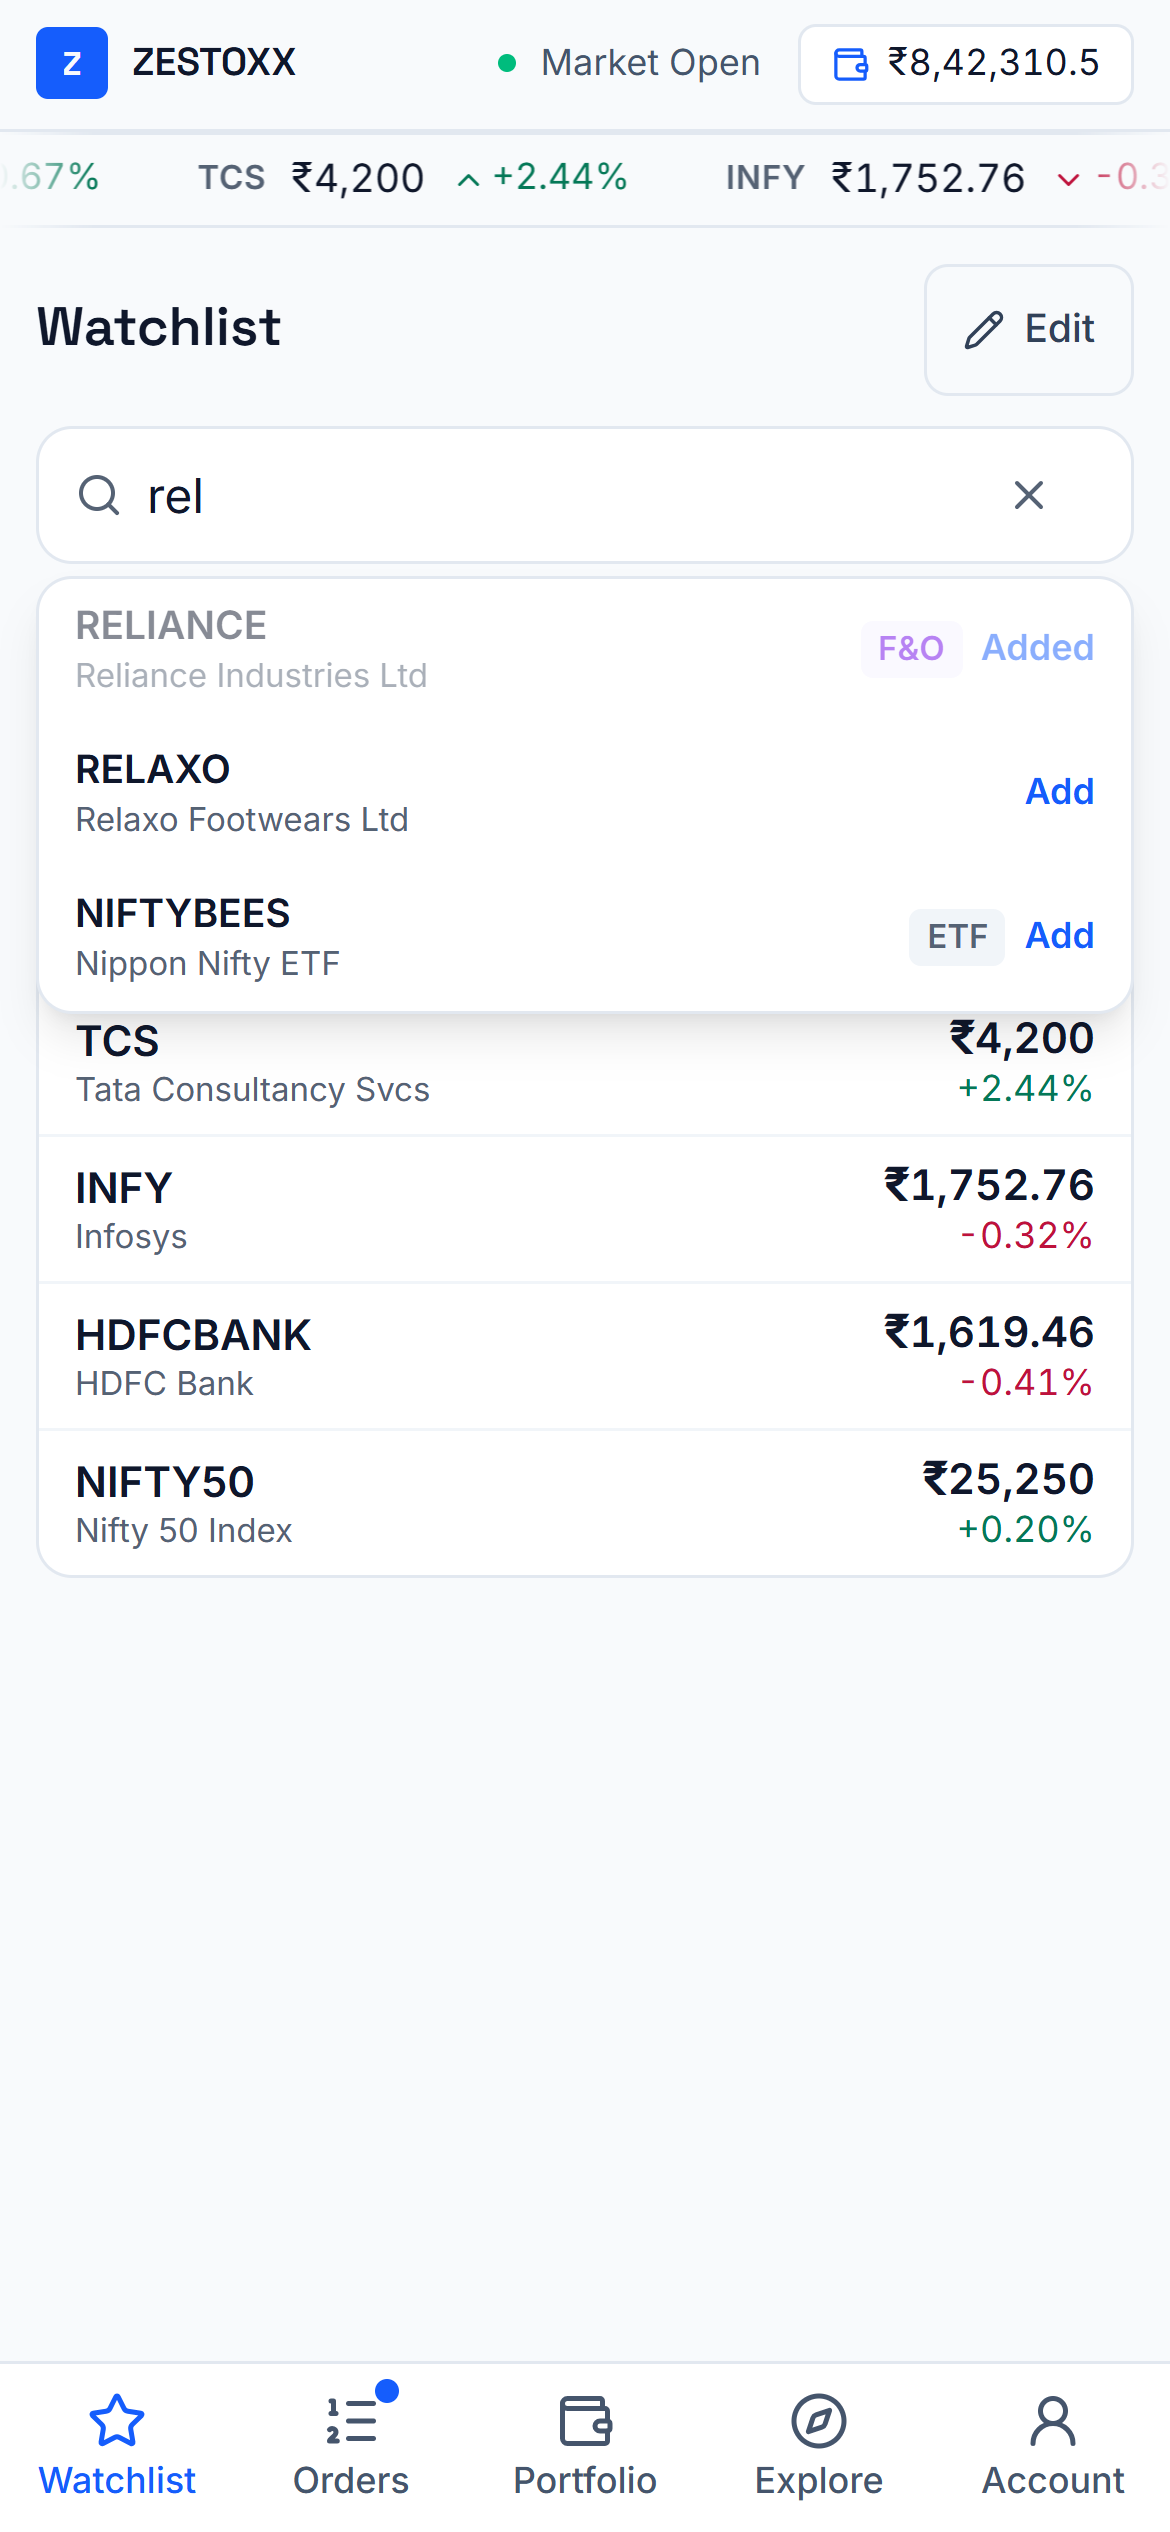 Z ZESTOXX Market Open ₹8,42,310.5
.67% TCS ₹4,200 +2.44% INFY ₹1,752.76 -0.3
Watchlist Edit
rel
RELIANCE F&O Added
Reliance Industries Ltd
RELAXO Add
Relaxo Footwears Ltd
NIFTYBEES ETF Add
Nippon Nifty ETF
TCS ₹4,200
Tata Consultancy Svcs +2.44%
INFY ₹1,752.76
Infosys -0.32%
HDFCBANK ₹1,619.46
HDFC Bank -0.41%
NIFTY50 ₹25,250
Nifty 50 Index +0.20%
Watchlist Orders Portfolio Explore Account